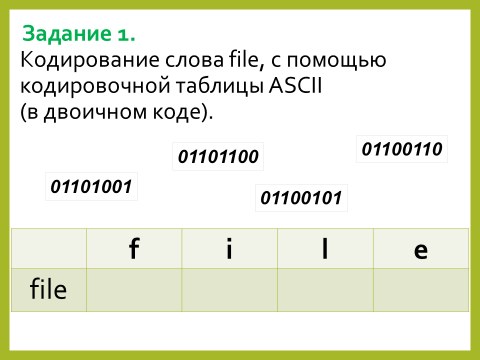 Задание 1.
Кодирование слова file, с помощью
кодировочной таблицы ASCII
(в двоичном коде).
01101100
01100110
01101001
01100101
f i l e
file